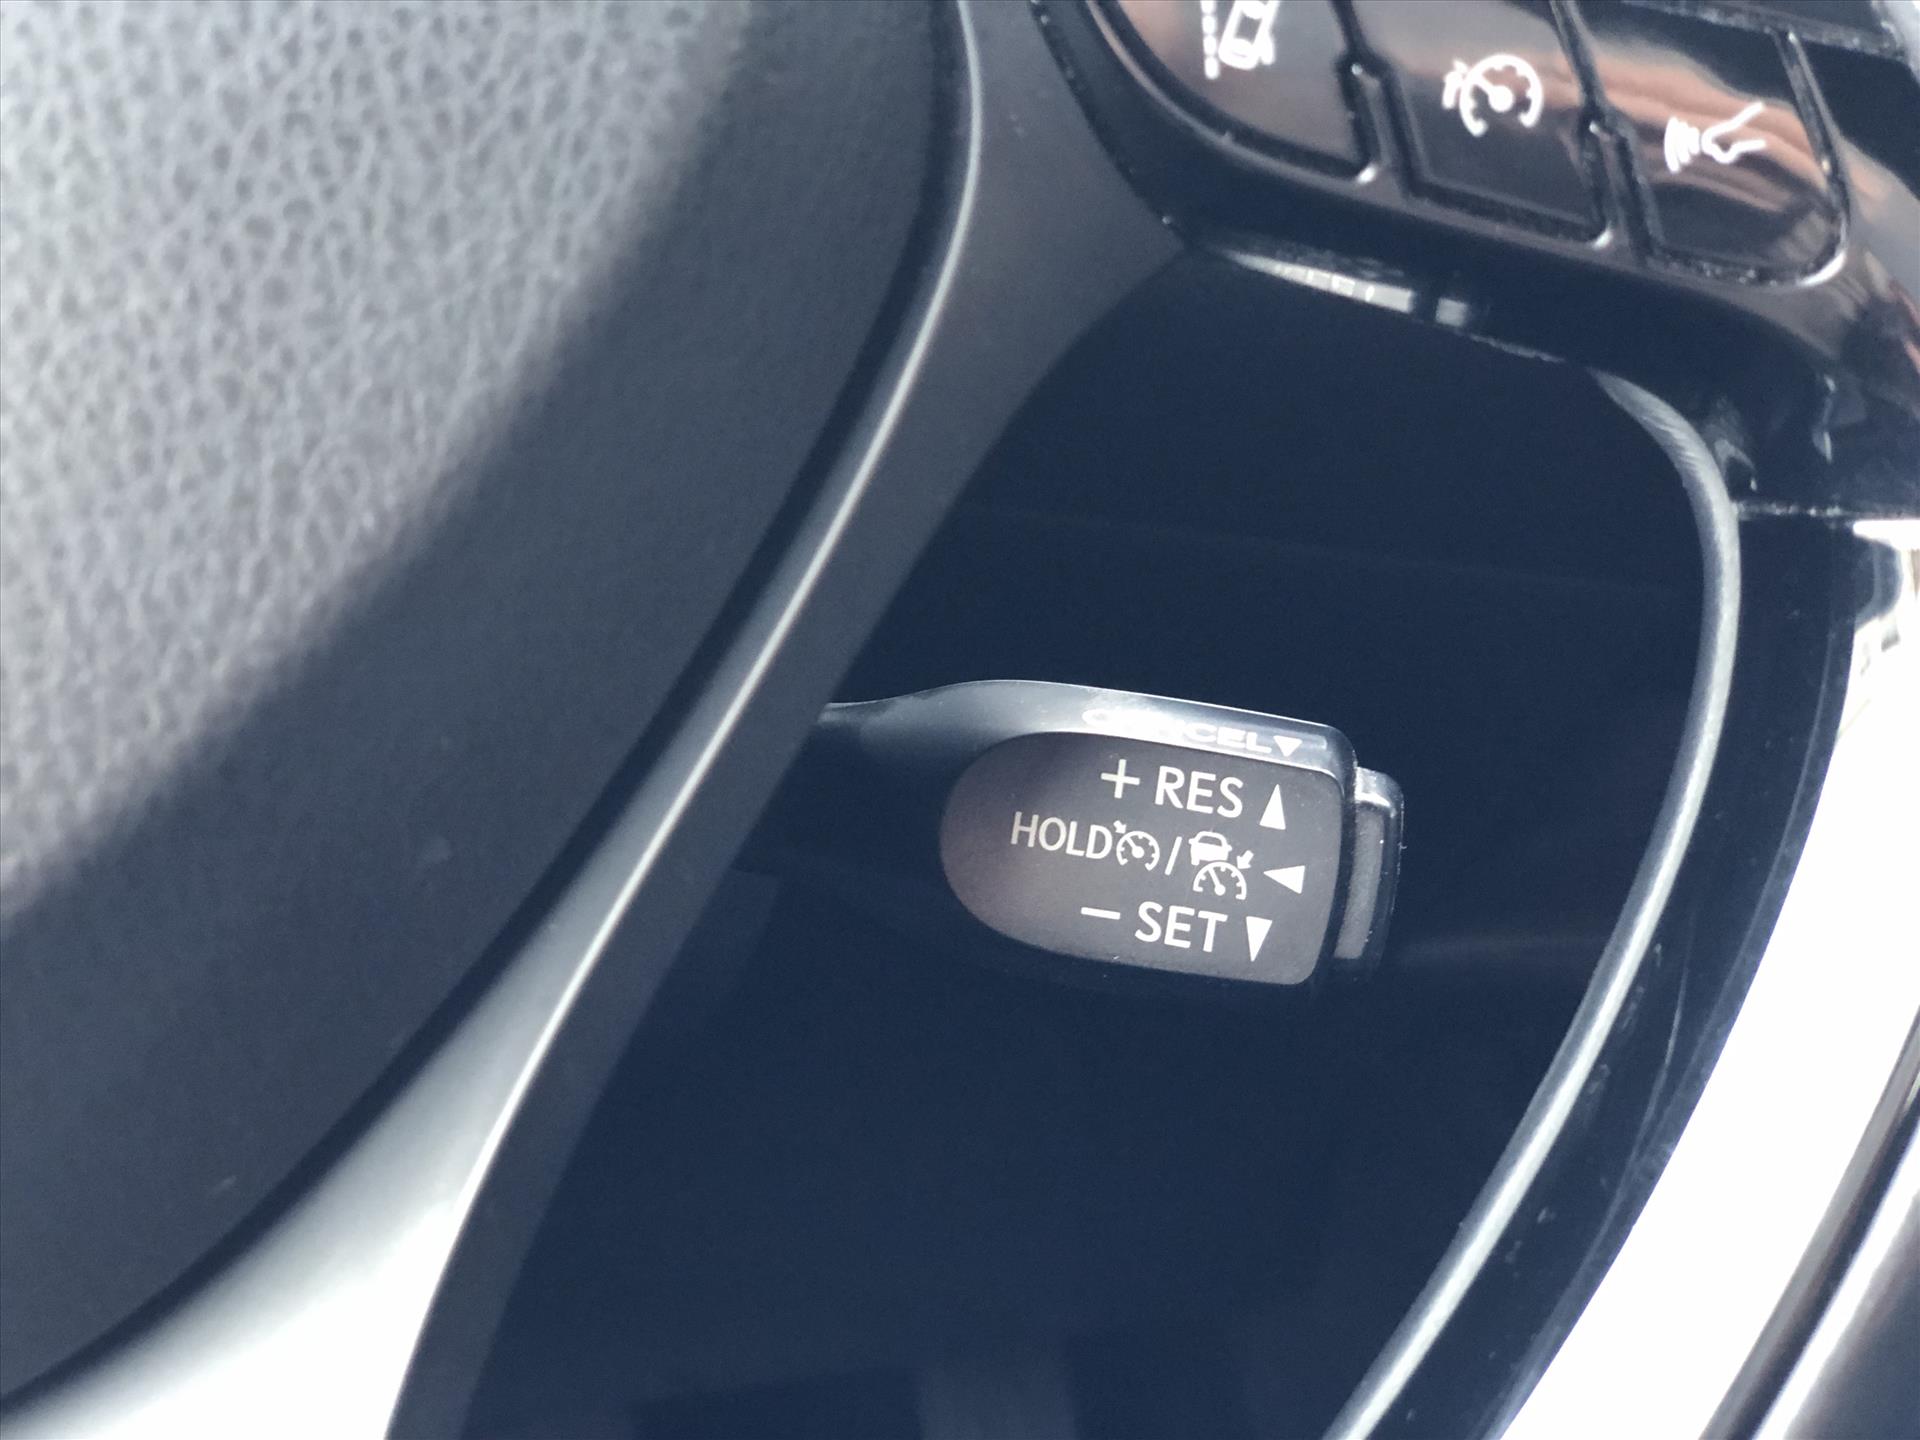 CANCEL▼
+ RES ▲
HOLD / ◀
− SET ▼